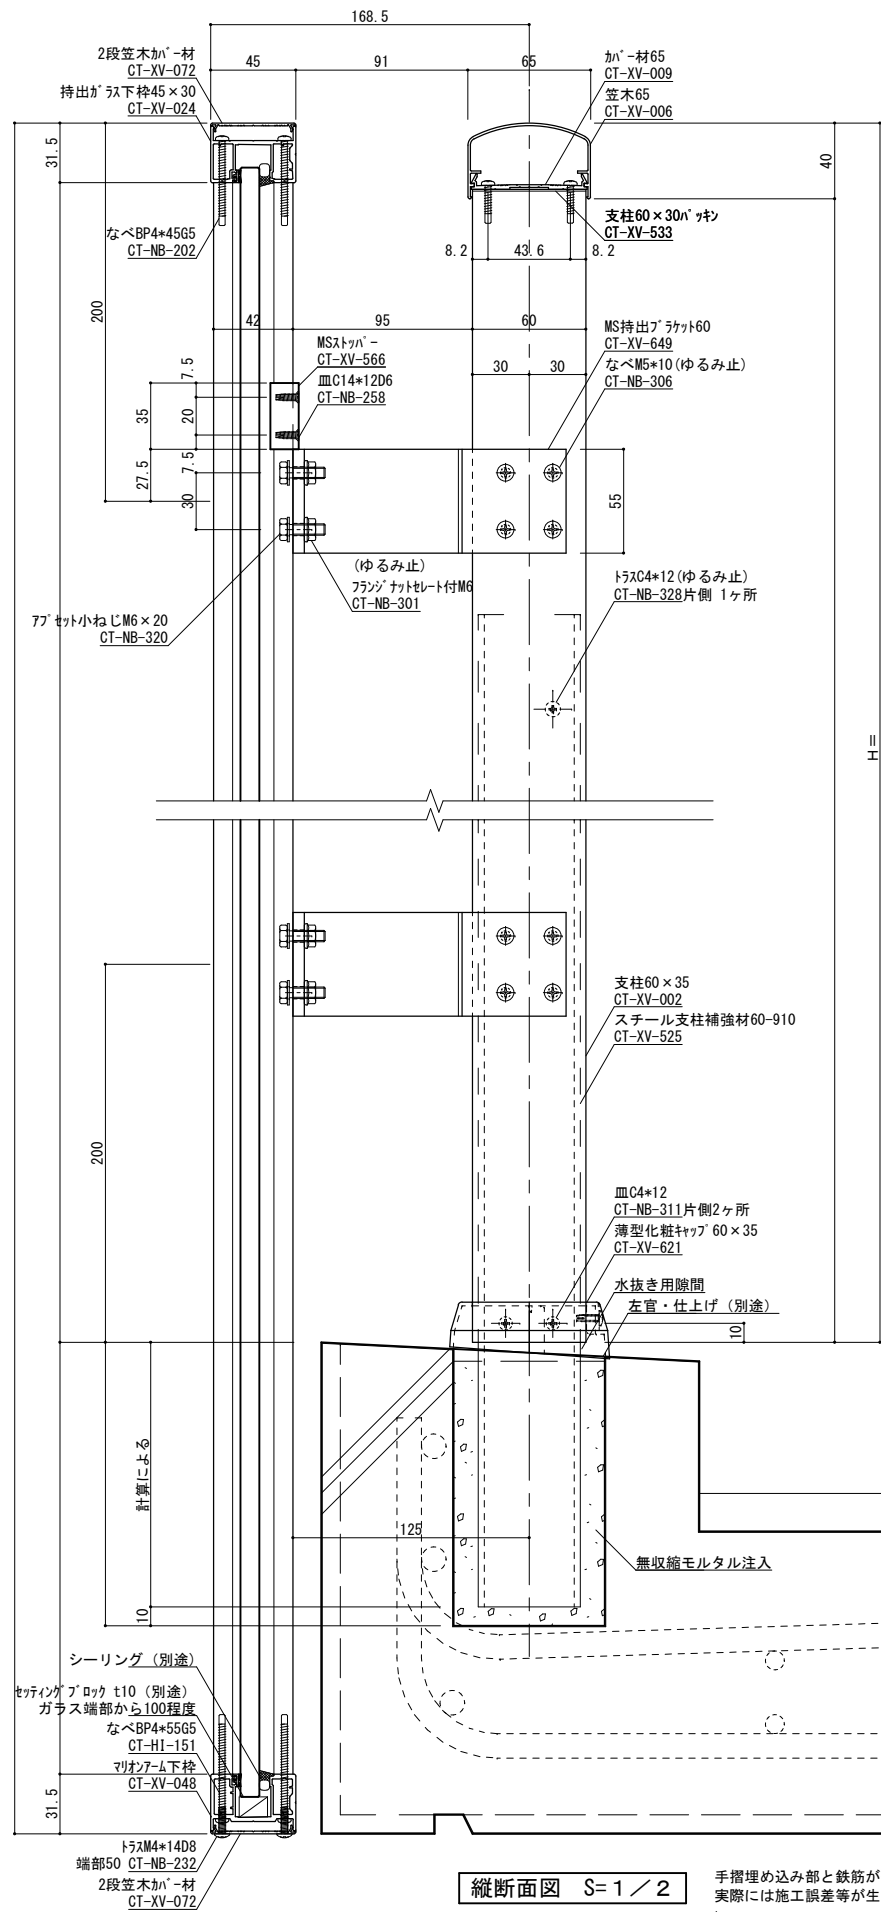 168.5
45
91
65
2段笠木カバー材
CT-XV-072
持出ガラス下枠45×30
CT-XV-024
カバー材65
CT-XV-009
笠木65
CT-XV-006
31.5
40
支柱60×30パッキン
CT-XV-533
なべBP4*45G5
CT-NB-202
8.2
43.6
8.2
200
42
95
60
MSストッパー
CT-XV-566
皿C14*12D6
CT-NB-258
MS持出ブラケット60
CT-XV-649
なべM5*10(ゆるみ止)
CT-NB-306
30
30
7.5
35
20
27.5
7.5
30
55
(ゆるみ止)
フランジナットセレート付M6
CT-NB-301
アプセット小ねじM6×20
CT-NB-320
トラスC4*12(ゆるみ止)
CT-NB-328片側 1ヶ所
H=
支柱60×35
CT-XV-002
スチール支柱補強材60-910
CT-XV-525
200
皿C4*12
CT-NB-311片側2ヶ所
薄型化粧キャップ60×35
CT-XV-621
水抜き用隙間
左官・仕上げ(別途)
10
計算による
125
無収縮モルタル注入
10
シーリング(別途)
セッティングブロック t10(別途)
ガラス端部から100程度
なべBP4*55G5
CT-HI-151
マリオンアーム下枠
CT-XV-048
31.5
トラスM4*14D8
端部50 CT-NB-232
2段笠木カバー材
CT-XV-072
縦断面図 S=1/2
手摺埋め込み部と鉄筋が
実際には施工誤差等が生